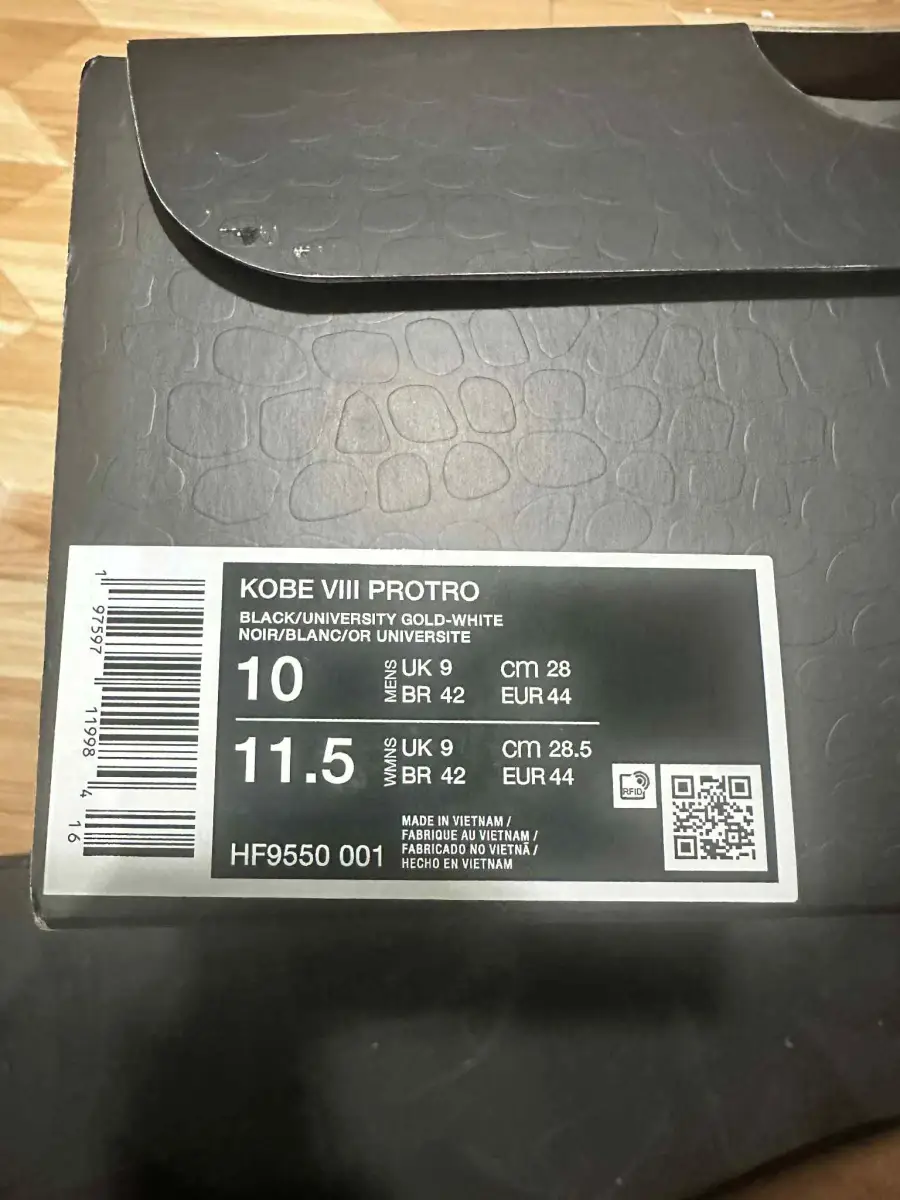 KOBE VIII PROTRO
BLACK/UNIVERSITY GOLD-WHITE
NOIR/BLANC/OR UNIVERSITE
10 MENS UK 9 cm 28
BR 42 EUR 44
11.5 WMNS UK 9 cm 28.5
BR 42 EUR 44
RFID
HF9550 001
MADE IN VIETNAM /
FABRIQUE AU VIETNAM /
FABRICADO NO VIETNÃ /
HECHO EN VIETNAM
1 97597 11998 4 16